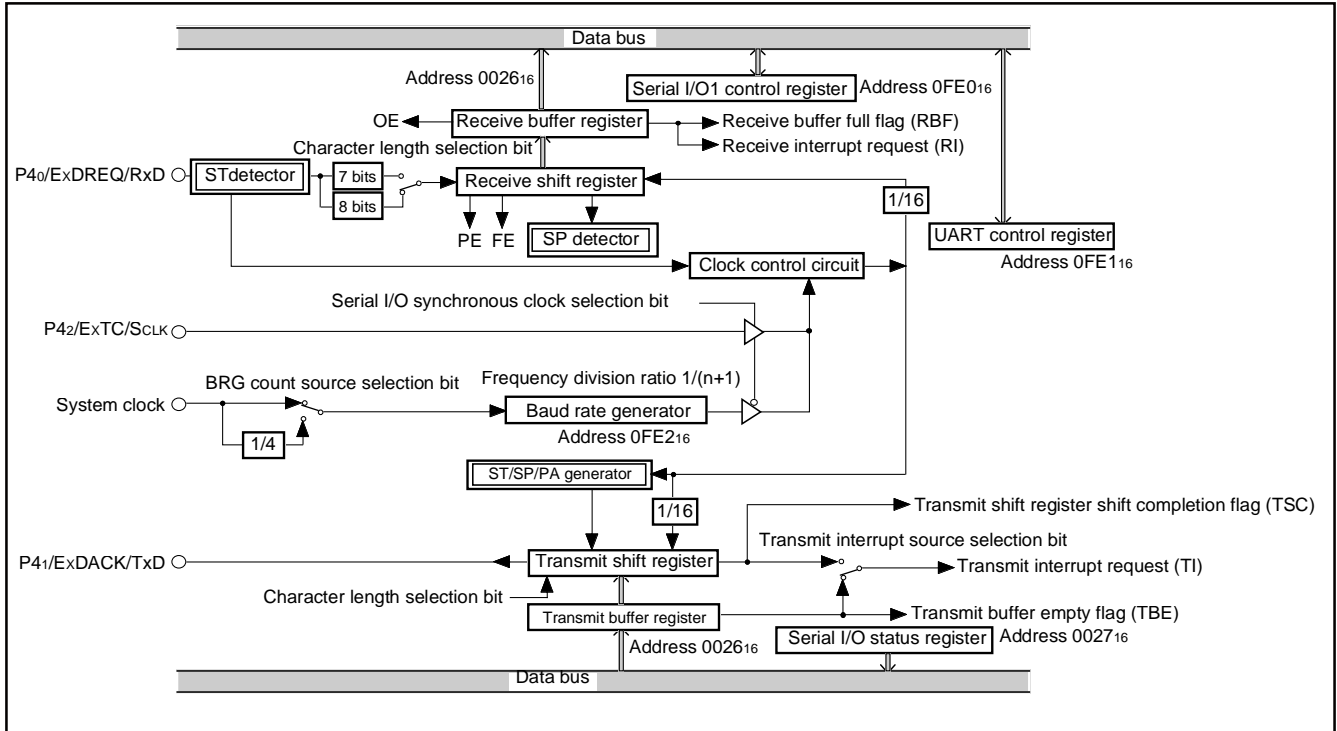 Data bus
Address 002616
Serial I/O1 control register
Address 0FE016
OE
Receive buffer register
Receive buffer full flag (RBF)
Receive interrupt request (RI)
Character length selection bit
P40/EXDREQ/RxD
STdetector
7 bits
8 bits
Receive shift register
1/16
PE
FE
SP detector
UART control register
Address 0FE116
Clock control circuit
Serial I/O synchronous clock selection bit
P42/EXTC/SCLK
BRG count source selection bit
Frequency division ratio 1/(n+1)
System clock
Baud rate generator
1/4
Address 0FE216
ST/SP/PA generator
1/16
Transmit shift register shift completion flag (TSC)
Transmit interrupt source selection bit
P41/EXDACK/TxD
Transmit shift register
Transmit interrupt request (TI)
Character length selection bit
Transmit buffer register
Transmit buffer empty flag (TBE)
Address 002616
Serial I/O status register
Address 002716
Data bus